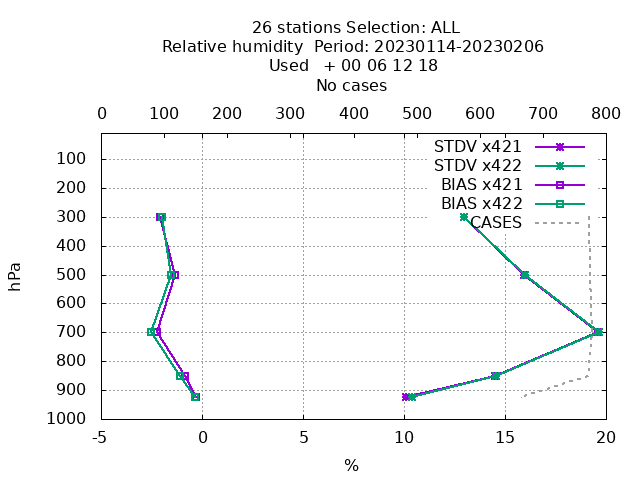 26 stations Selection: ALL
Relative humidity  Period: 20230114-20230206
Used   + 00 06 12 18
No cases
0 100 200 300 400 500 600 700 800
STDV x421
STDV x422
BIAS x421
BIAS x422
CASES
hPa
100
200
300
400
500
600
700
800
900
1000
-5 0 5 10 15 20
%